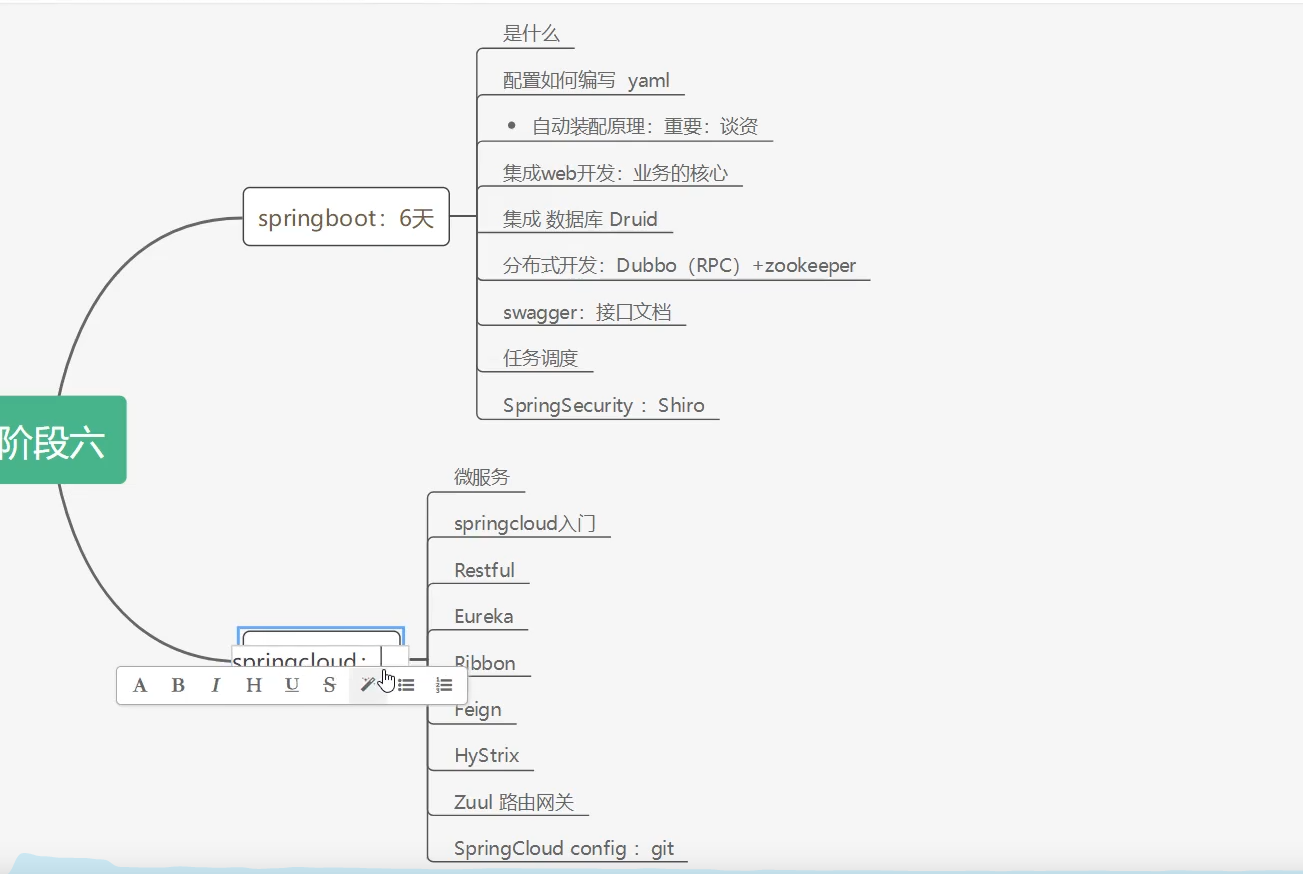 是什么
配置如何编写 yaml
自动装配原理：重要：谈资
集成web开发：业务的核心
springboot：6天
集成 数据库 Druid
分布式开发：Dubbo（RPC）+zookeeper
swagger：接口文档
任务调度
SpringSecurity ：Shiro
阶段六
微服务
springcloud入门
Restful
Eureka
springcloud：
Ribbon
A B I H U S
Feign
HyStrix
Zuul 路由网关
SpringCloud config ：git